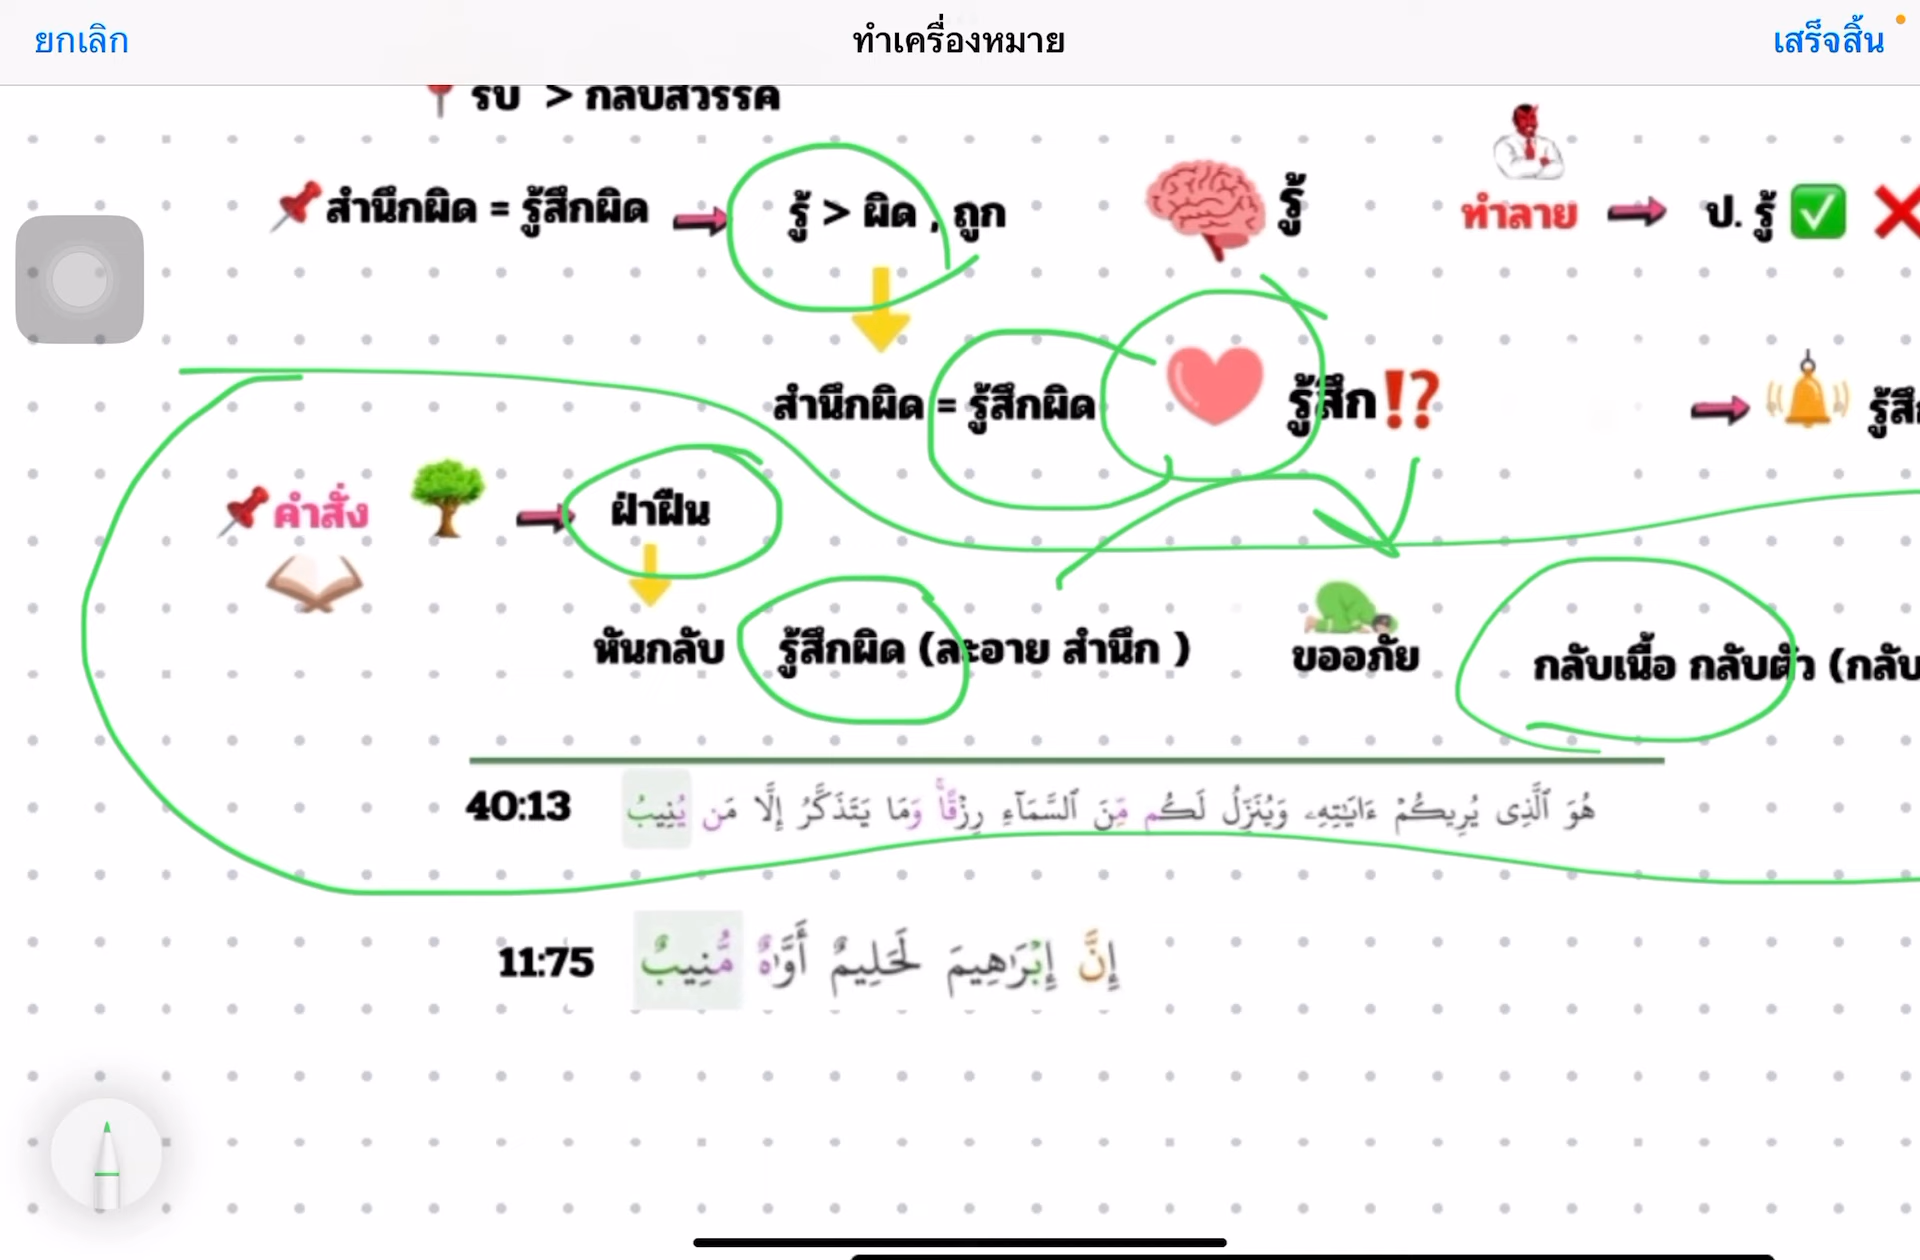 ยกเลิก ทำเครื่องหมาย เสร็จสิ้น
รีบ > กลับสวรรค์
สำนึกผิด = รู้สึกผิด รู้ > ผิด , ถูก รู้ ทำลาย ป. รู้
สำนึกผิด = รู้สึกผิด รู้สึก⁉️
คำสั่ง ฝ่าฝืน
หันกลับ รู้สึกผิด (ละอาย สำนึก ) ขออภัย กลับเนื้อ กลับตัว (กลับ
40:13 هُوَ ٱلَّذِى يُرِيكُمْ ءَايَـٰتِهِۦ وَيُنَزِّلُ لَكُم مِّنَ ٱلسَّمَآءِ رِزْقًۭا ۚ وَمَا يَتَذَكَّرُ إِلَّا مَن يُنِيبُ
11:75 إِنَّ إِبْرَٰهِيمَ لَحَلِيمٌ أَوَّٰهٌۭ مُّنِيبٌۭ